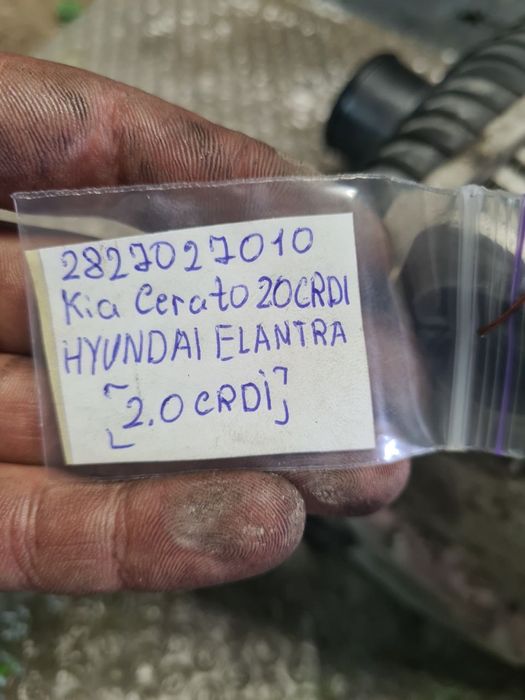 2827027010
Kia Cerato 20CRDI
HYUNDAI ELANTRA
[2.0 CRDi]